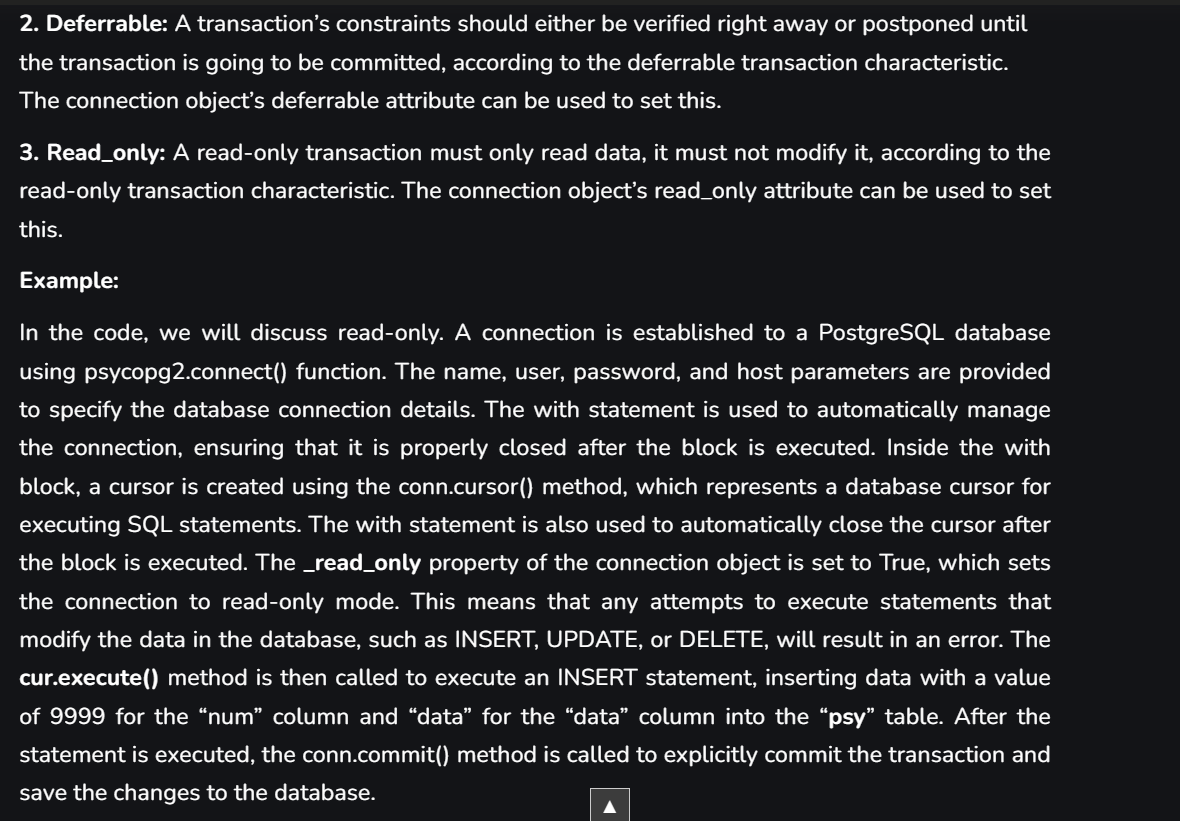 2. Deferrable: A transaction’s constraints should either be verified right away or postponed until
the transaction is going to be committed, according to the deferrable transaction characteristic.
The connection object’s deferrable attribute can be used to set this.
3. Read_only: A read-only transaction must only read data, it must not modify it, according to the
read-only transaction characteristic. The connection object’s read_only attribute can be used to set
this.
Example:
In the code, we will discuss read-only. A connection is established to a PostgreSQL database
using psycopg2.connect() function. The name, user, password, and host parameters are provided
to specify the database connection details. The with statement is used to automatically manage
the connection, ensuring that it is properly closed after the block is executed. Inside the with
block, a cursor is created using the conn.cursor() method, which represents a database cursor for
executing SQL statements. The with statement is also used to automatically close the cursor after
the block is executed. The _read_only property of the connection object is set to True, which sets
the connection to read-only mode. This means that any attempts to execute statements that
modify the data in the database, such as INSERT, UPDATE, or DELETE, will result in an error. The
cur.execute() method is then called to execute an INSERT statement, inserting data with a value
of 9999 for the “num” column and “data” for the “data” column into the “psy” table. After the
statement is executed, the conn.commit() method is called to explicitly commit the transaction and
save the changes to the database.